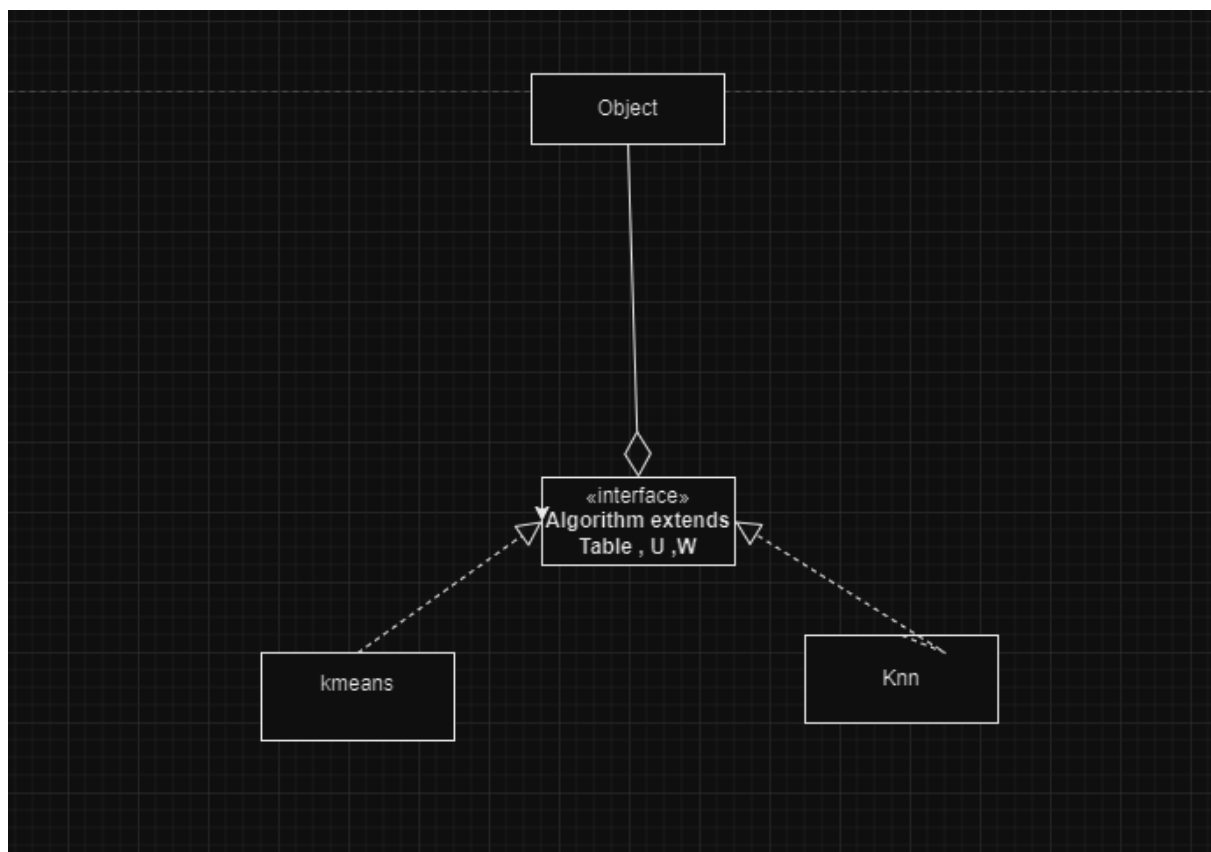 Object
«interface»
Algorithm extends
Table , U ,W
kmeans
Knn